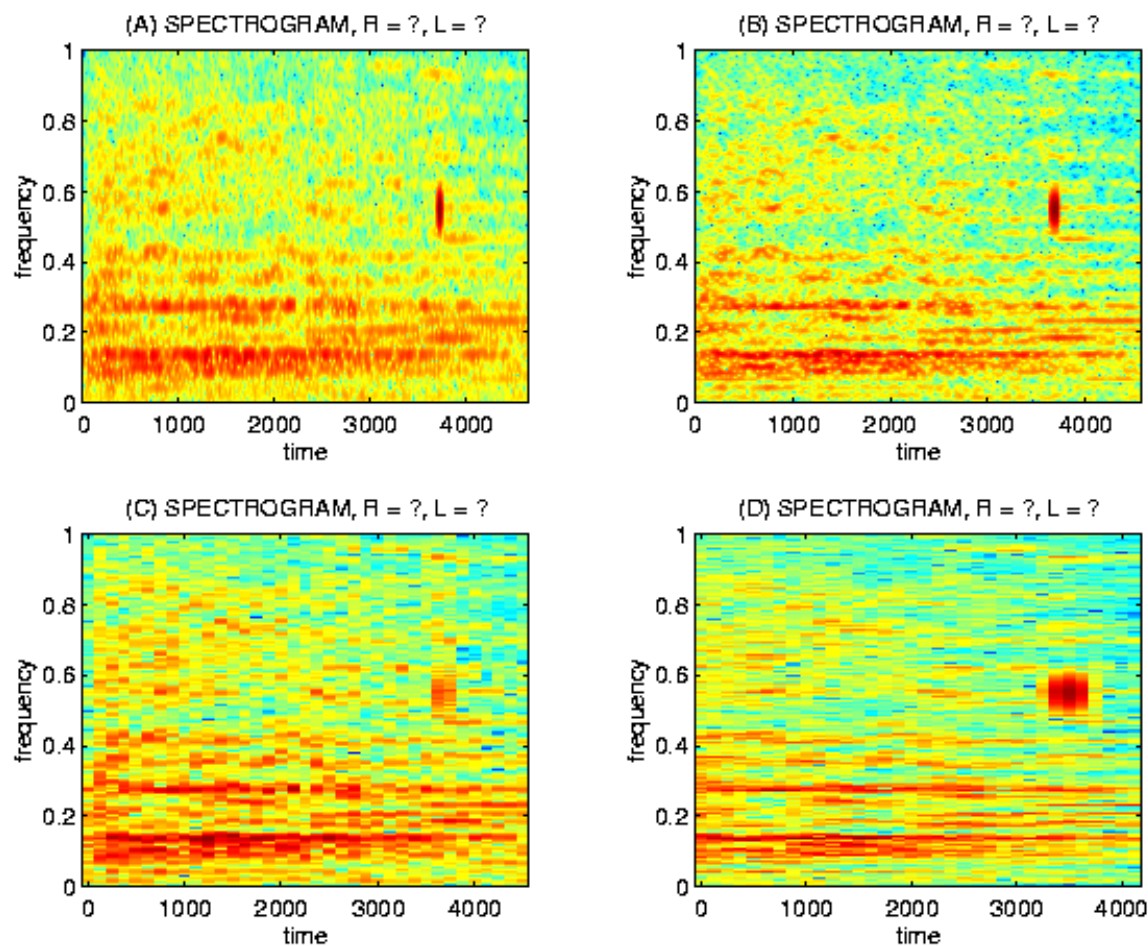 (A) SPECTROGRAM, R = ?, L = ?
1
0.8
0.6
0.4
0.2
0
frequency
0 1000 2000 3000 4000
time
(B) SPECTROGRAM, R = ?, L = ?
1
0.8
0.6
0.4
0.2
0
frequency
0 1000 2000 3000 4000
time
(C) SPECTROGRAM, R = ?, L = ?
1
0.8
0.6
0.4
0.2
0
frequency
0 1000 2000 3000 4000
time
(D) SPECTROGRAM, R = ?, L = ?
1
0.8
0.6
0.4
0.2
0
frequency
0 1000 2000 3000 4000
time